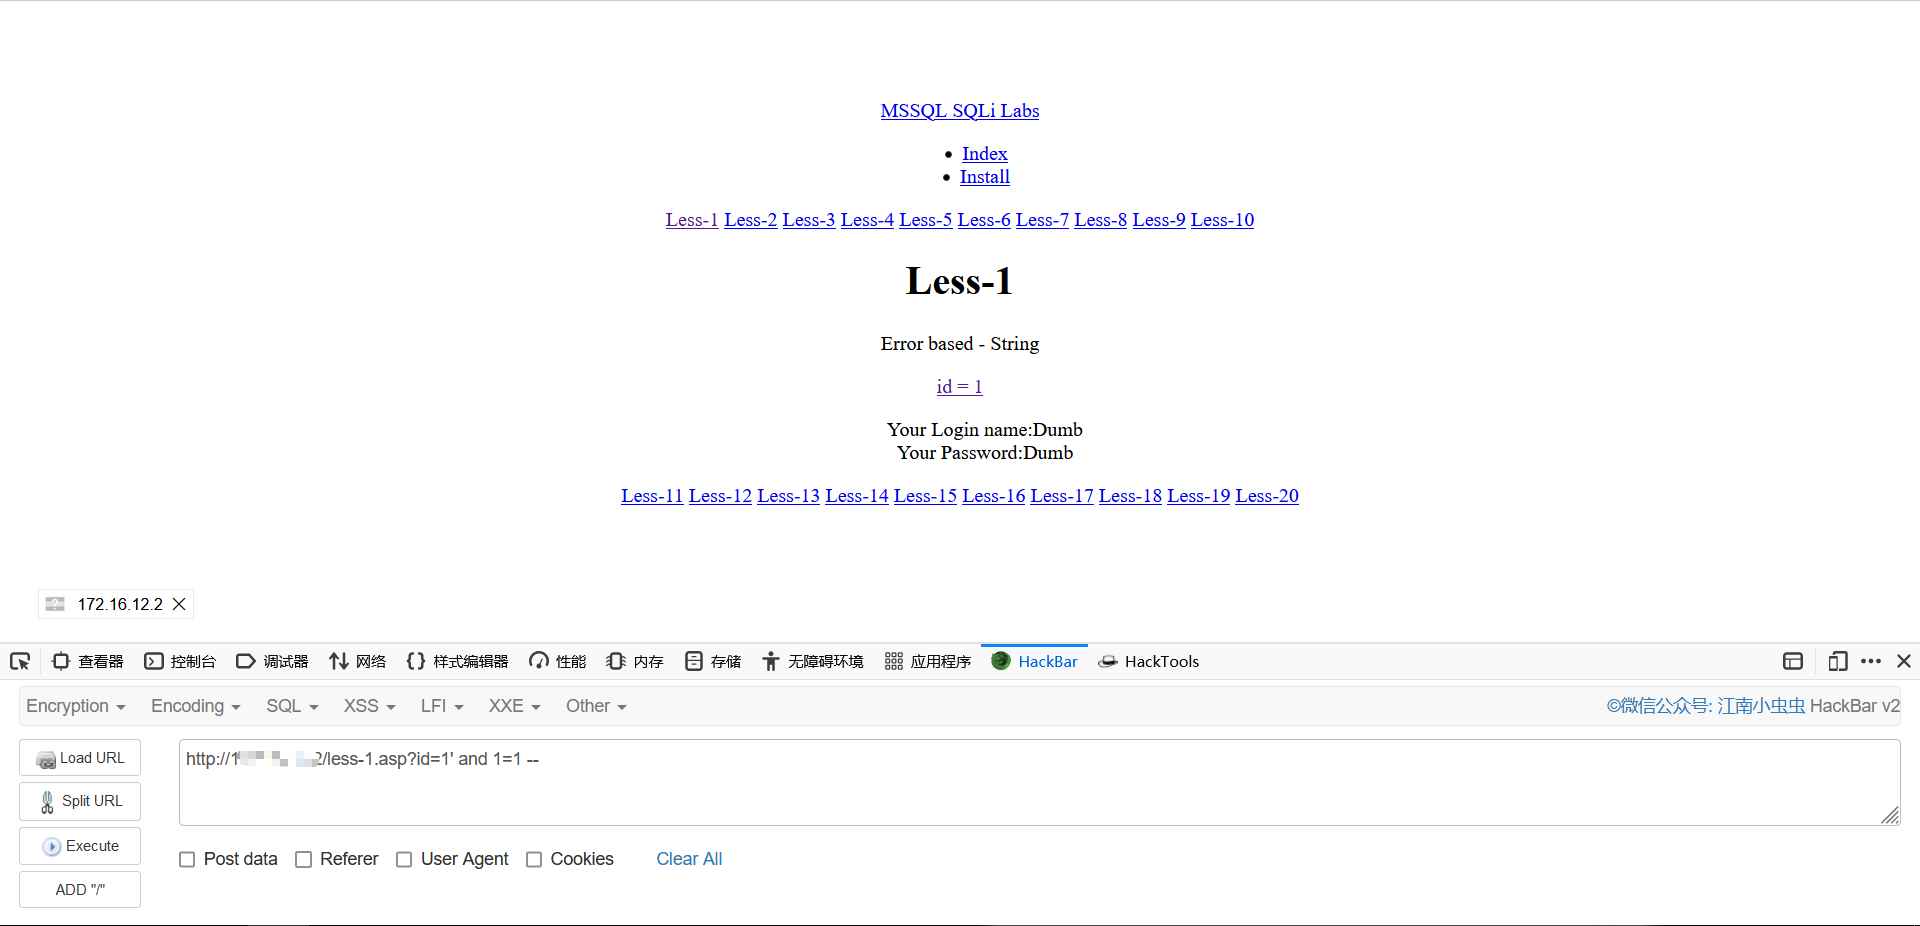 MSSQL SQLi Labs
Index
Install
Less-1 Less-2 Less-3 Less-4 Less-5 Less-6 Less-7 Less-8 Less-9 Less-10
Less-1
Error based - String
id = 1
Your Login name:Dumb
Your Password:Dumb
Less-11 Less-12 Less-13 Less-14 Less-15 Less-16 Less-17 Less-18 Less-19 Less-20
172.16.12.2
查看器 控制台 调试器 网络 样式编辑器 性能 内存 存储 无障碍环境 应用程序 HackBar HackTools
Encryption Encoding SQL XSS LFI XXE Other ©微信公众号: 江南小虫虫 HackBar v2
Load URL
http://1 2/less-1.asp?id=1' and 1=1 --
Split URL
Execute
Post data Referer User Agent Cookies Clear All
ADD "/"